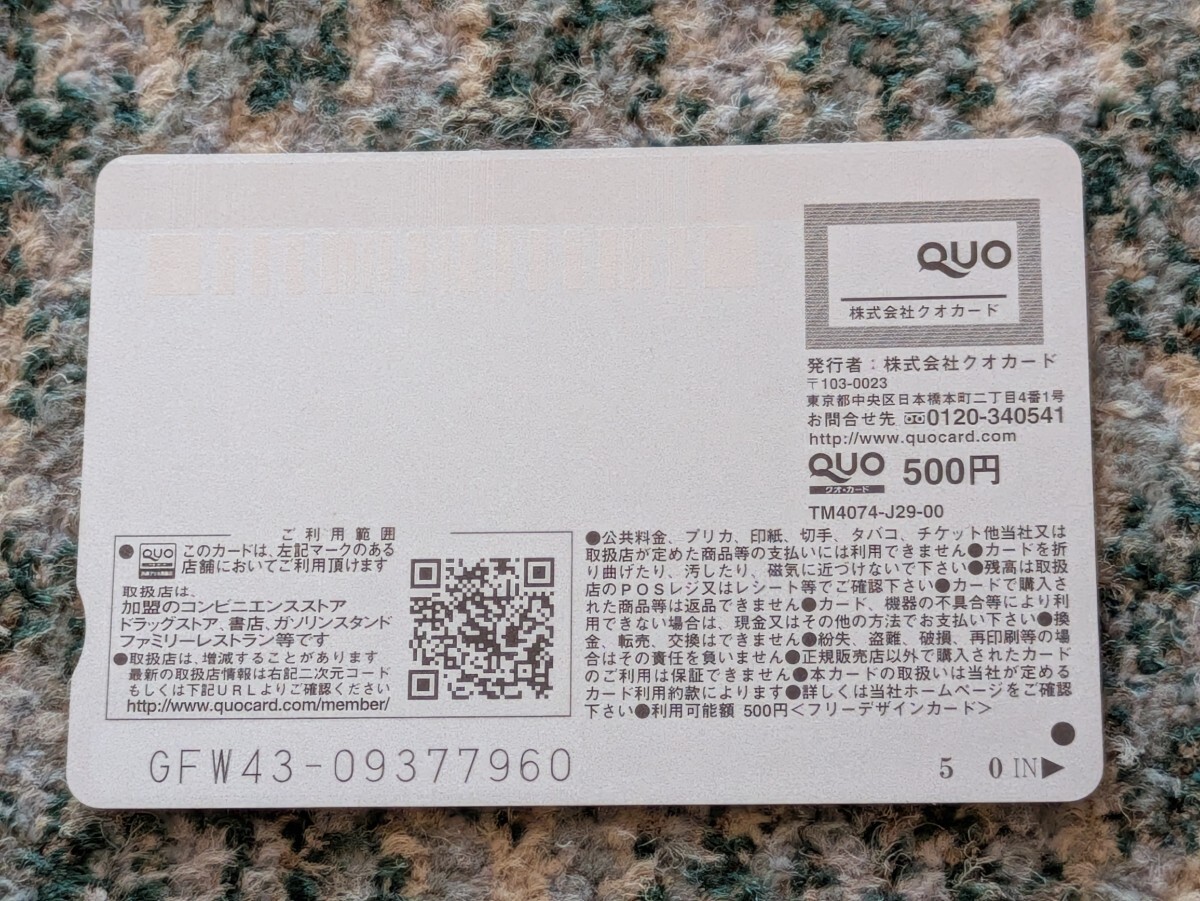 QUO
株式会社クオカード
発行者：株式会社クオカード
〒103-0023
東京都中央区日本橋本町二丁目4番1号
お問合せ先 0120-340541
http://www.quocard.com
QUO 500円
クオ・カード
TM4074-J29-00
ご利用範囲
●QUO このカードは、左記マークのある
店舗においてご利用頂けます
取扱店は、
加盟のコンビニエンスストア
ドラッグストア、書店、ガソリンスタンド
ファミリーレストラン等です
●取扱店は、増減することがあります
最新の取扱店情報は右記二次元コード
もしくは下記URLよりご確認ください
http://www.quocard.com/member/
●公共料金、プリカ、印紙、切手、タバコ、チケット他当社又は
取扱店が定めた商品等の支払いには利用できません●カードを折
り曲げたり、汚したり、磁気に近づけないで下さい●残高は取扱
店のPOSレジ又はレシート等でご確認下さい●カードで購入さ
れた商品等は返品できません●カード、機器の不具合等により利
用できない場合は、現金又はその他の方法でお支払い下さい●換
金、転売、交換はできません●紛失、盗難、破損、再印刷等の場
合はその責任を負いません●正規販売店以外で購入されたカード
のご利用は保証できません●本カードの取扱いは当社が定める
カード利用約款によります●詳しくは当社ホームページをご確認
下さい●利用可能額 500円＜フリーデザインカード＞
GFW43-09377960
5 0 IN▶